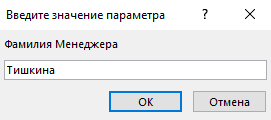 Введите значение параметра
Фамилия Менеджера
Тишкина
ОК
Отмена